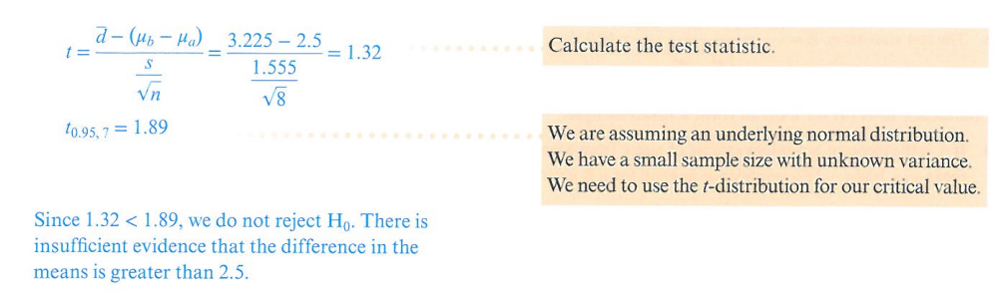 t = \frac{\overline{d} - (\mu_b - \mu_a)}{\frac{s}{\sqrt{n}}} = \frac{3.225 - 2.5}{\frac{1.555}{\sqrt{8}}} = 1.32
Calculate the test statistic.
t_{0.95, 7} = 1.89
We are assuming an underlying normal distribution.
We have a small sample size with unknown variance.
We need to use the t-distribution for our critical value.
Since 1.32 < 1.89, we do not reject H₀. There is
insufficient evidence that the difference in the
means is greater than 2.5.